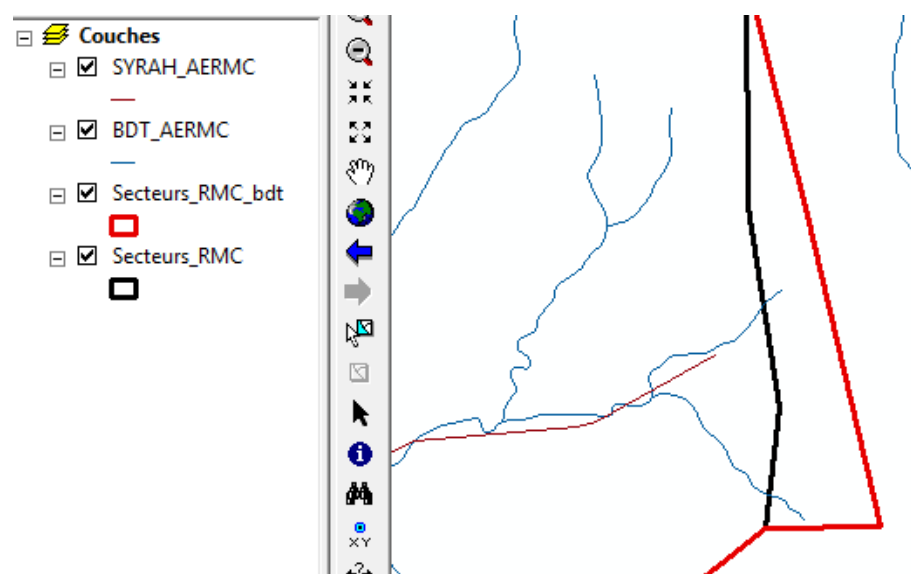 Couches
SYRAH_AERMC
BDT_AERMC
Secteurs_RMC_bdt
Secteurs_RMC
XY